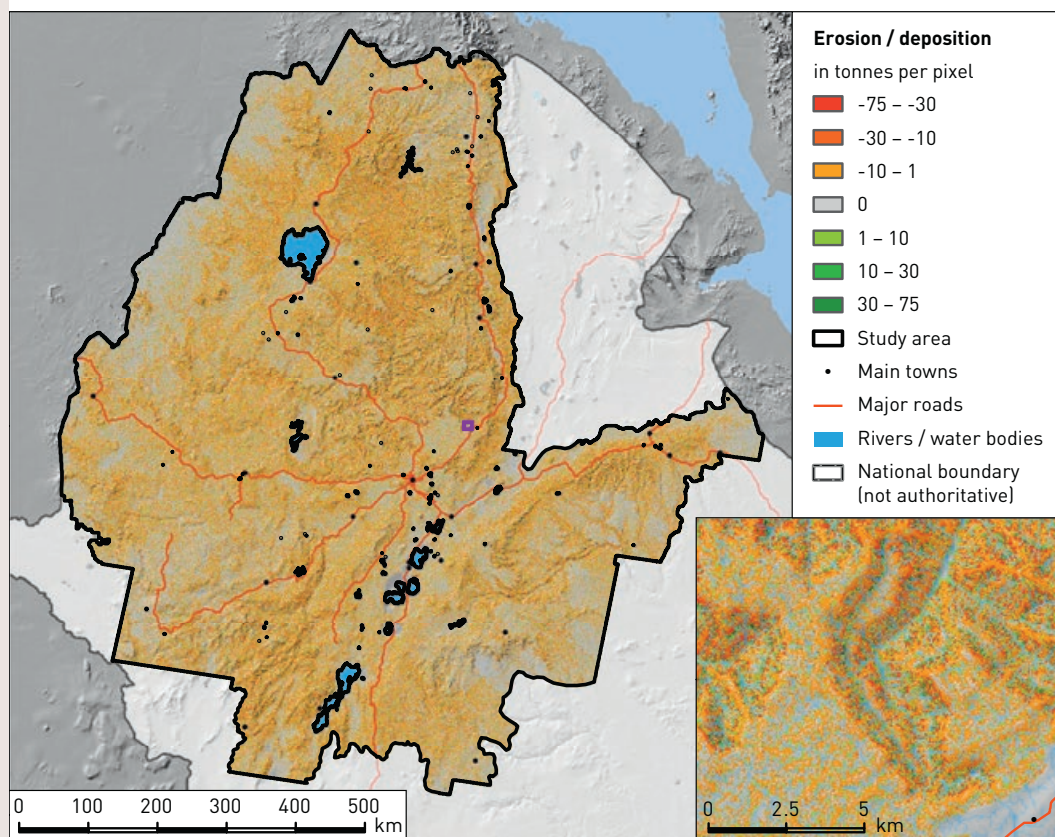 Erosion / deposition
in tonnes per pixel
-75 – -30
-30 – -10
-10 – 1
0
1 – 10
10 – 30
30 – 75
Study area
Main towns
Major roads
Rivers / water bodies
National boundary
(not authoritative)
0 100 200 300 400 500
km
0 2.5 5
km